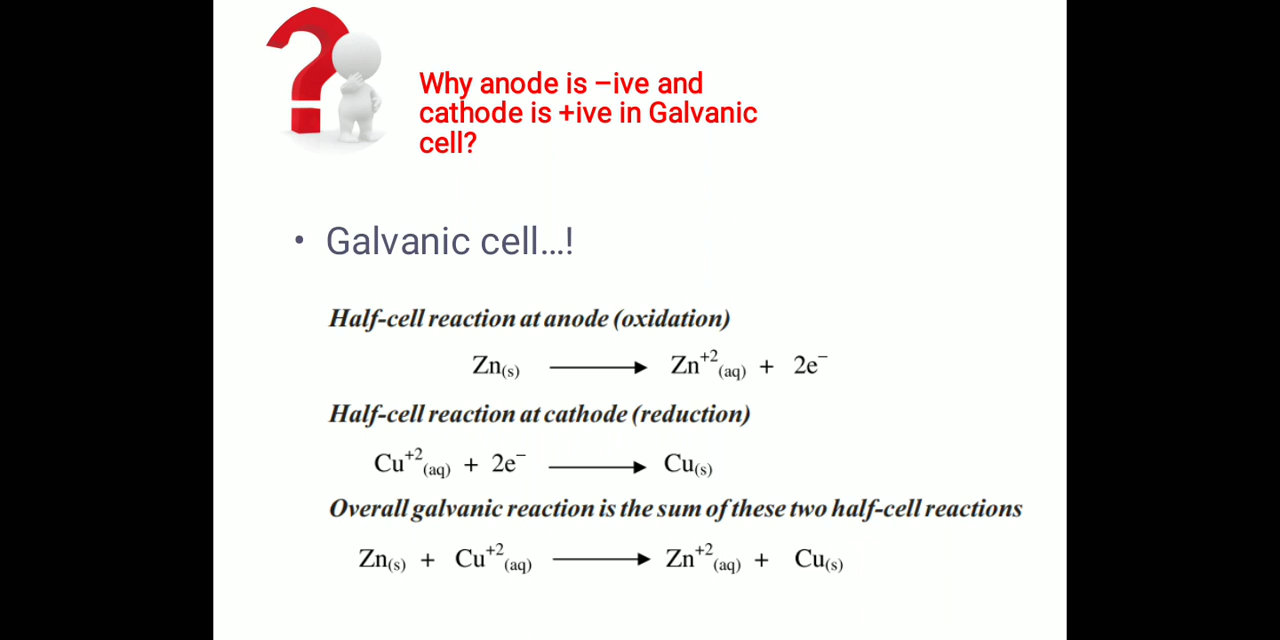 Why anode is –ive and
cathode is +ive in Galvanic
cell?
• Galvanic cell...!
Half-cell reaction at anode (oxidation)
Zn(s) ⟶ Zn⁺²(aq) + 2e⁻
Half-cell reaction at cathode (reduction)
Cu⁺²(aq) + 2e⁻ ⟶ Cu(s)
Overall galvanic reaction is the sum of these two half-cell reactions
Zn(s) + Cu⁺²(aq) ⟶ Zn⁺²(aq) + Cu(s)